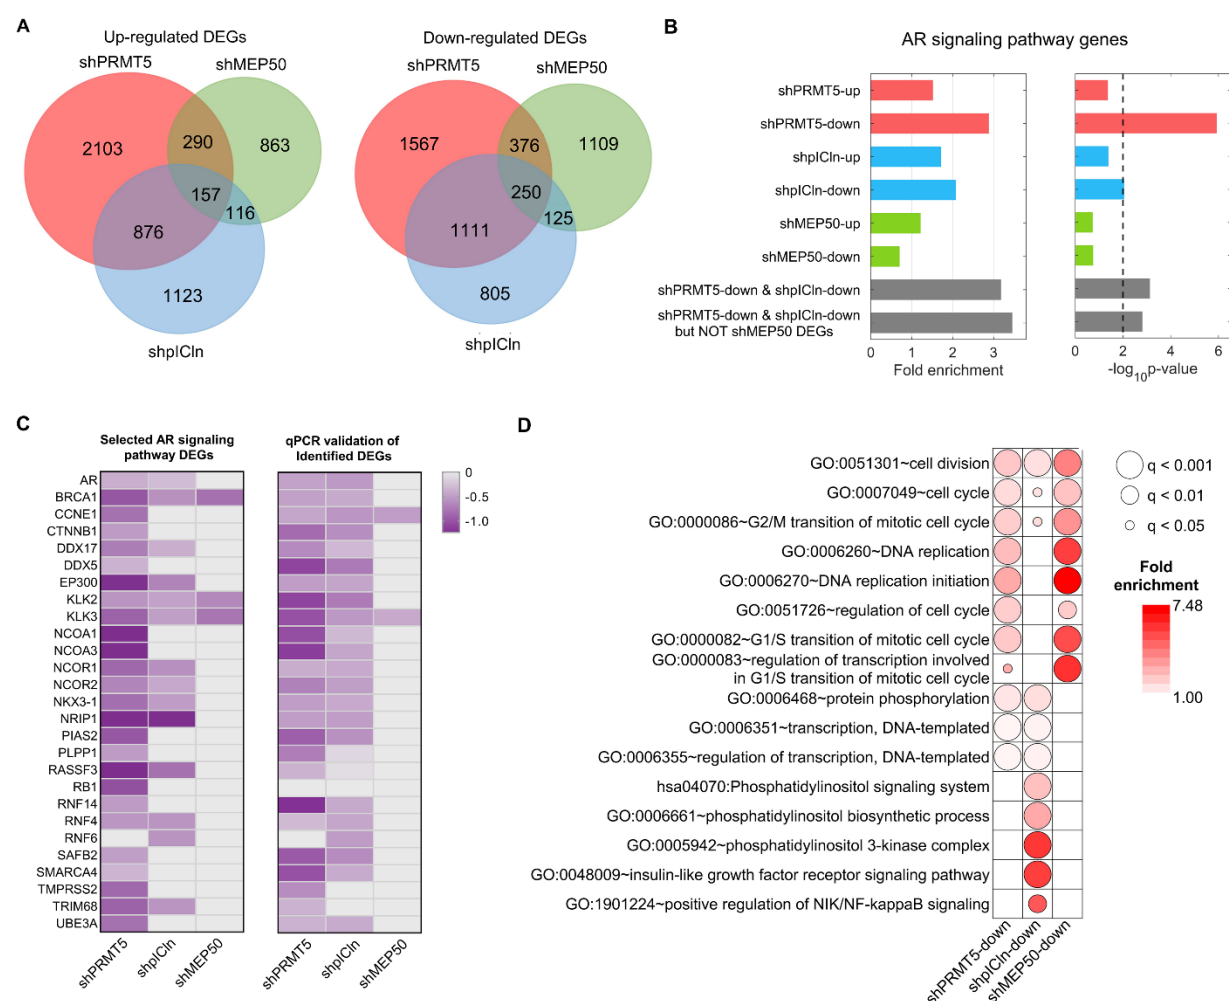 A
Up-regulated DEGs
shPRMT5
shMEP50
2103
290
863
157
116
876
1123
shpICln
Down-regulated DEGs
shPRMT5
shMEP50
1567
376
1109
250
125
1111
805
shpICln
B
AR signaling pathway genes
shPRMT5-up
shPRMT5-down
shpICln-up
shpICln-down
shMEP50-up
shMEP50-down
shPRMT5-down & shpICln-down
shPRMT5-down & shpICln-down
but NOT shMEP50 DEGs
0 1 2 3
Fold enrichment
0 2 4 6
-log10p-value
C
Selected AR signaling
pathway DEGs
qPCR validation of
Identified DEGs
0
-0.5
-1.0
AR
BRCA1
CCNE1
CTNNB1
DDX17
DDX5
EP300
KLK2
KLK3
NCOA1
NCOA3
NCOR1
NCOR2
NKX3-1
NRIP1
PIAS2
PLPP1
RASSF3
RB1
RNF14
RNF4
RNF6
SAFB2
SMARCA4
TMPRSS2
TRIM68
UBE3A
shPRMT5
shpICln
shMEP50
shPRMT5
shpICln
shMEP50
D
GO:0051301~cell division
GO:0007049~cell cycle
GO:0000086~G2/M transition of mitotic cell cycle
GO:0006260~DNA replication
GO:0006270~DNA replication initiation
GO:0051726~regulation of cell cycle
GO:0000082~G1/S transition of mitotic cell cycle
GO:0000083~regulation of transcription involved
in G1/S transition of mitotic cell cycle
GO:0006468~protein phosphorylation
GO:0006351~transcription, DNA-templated
GO:0006355~regulation of transcription, DNA-templated
hsa04070:Phosphatidylinositol signaling system
GO:0006661~phosphatidylinositol biosynthetic process
GO:0005942~phosphatidylinositol 3-kinase complex
GO:0048009~insulin-like growth factor receptor signaling pathway
GO:1901224~positive regulation of NIK/NF-kappaB signaling
shPRMT5-down
shpICln-down
shMEP50-down
q < 0.001
q < 0.01
q < 0.05
Fold
enrichment
7.48
1.00